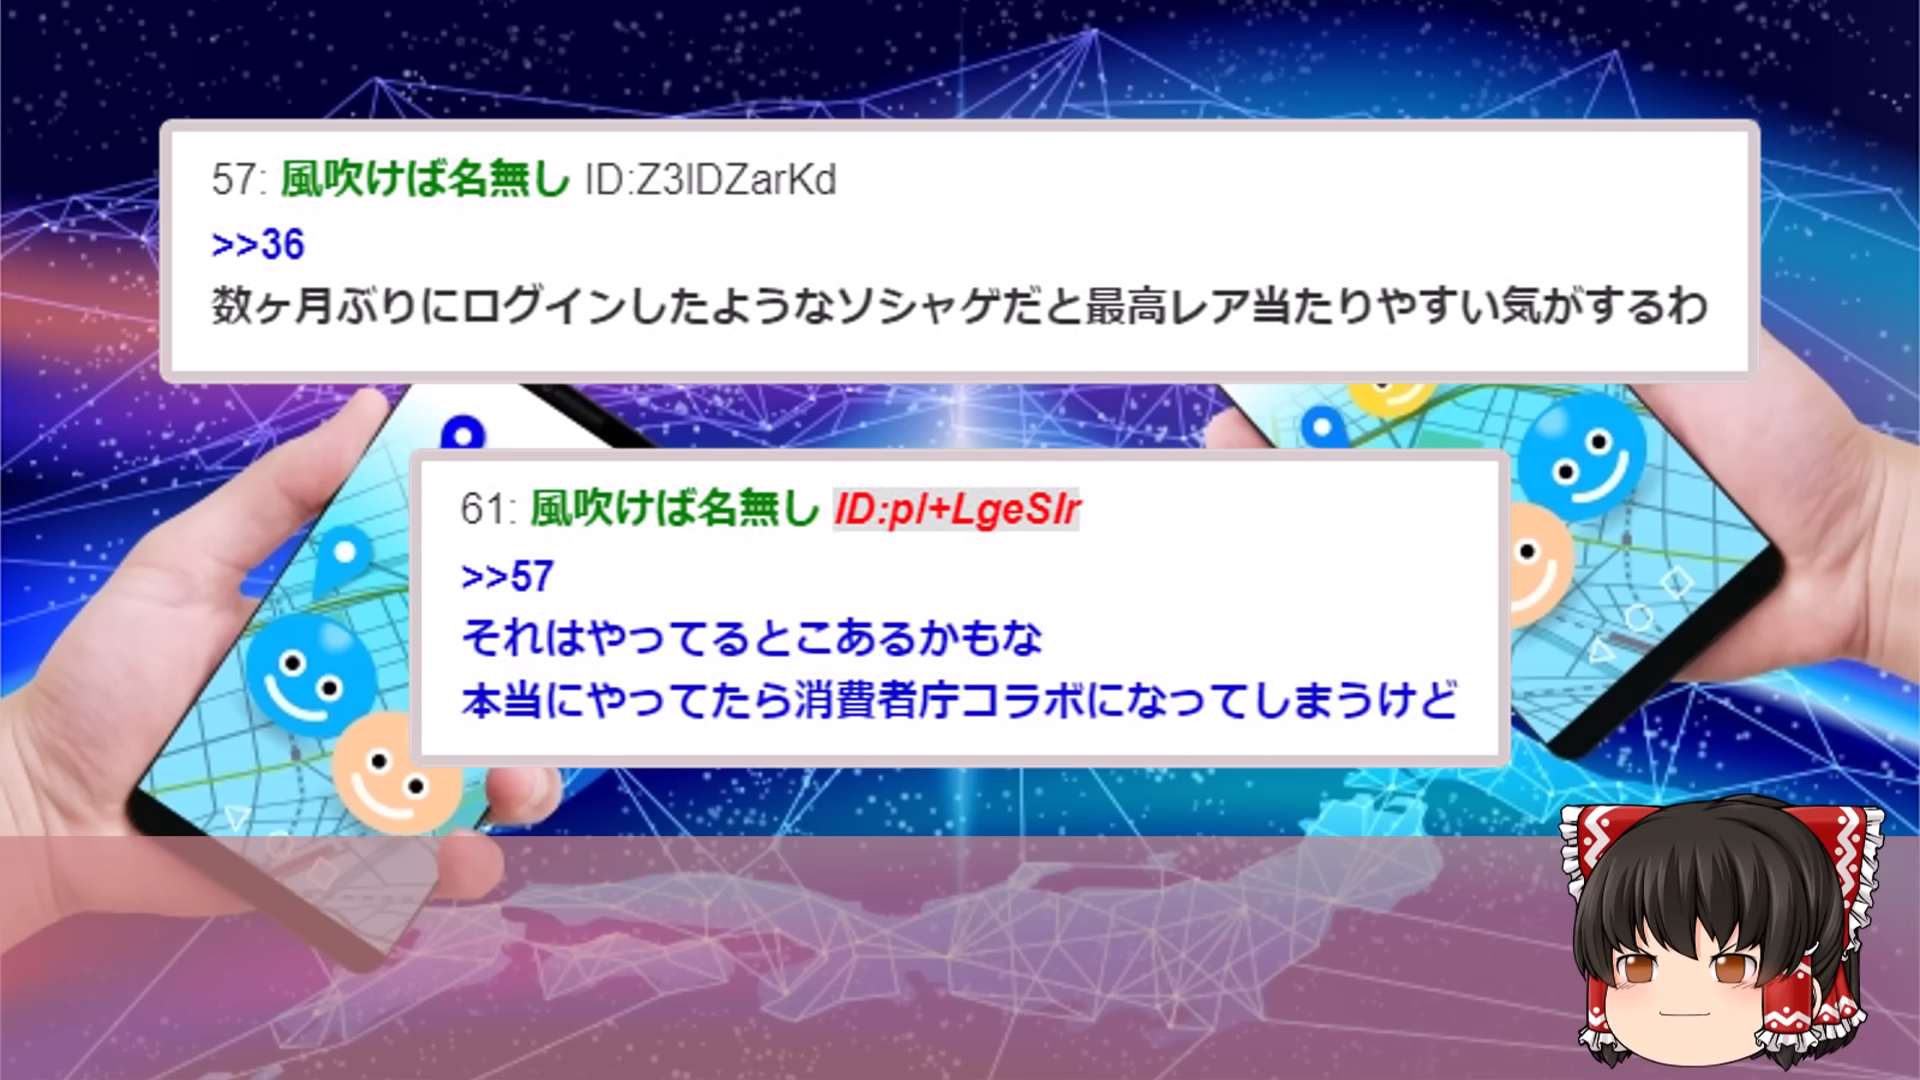 57: 風吹けば名無し ID:Z3IDZarKd
>>36
数ヶ月ぶりにログインしたようなソシャゲだと最高レア当たりやすい気がするわ
61: 風吹けば名無し ID:pI+LgeSIr
>>57
それはやってるとこあるかもな
本当にやってたら消費者庁コラボになってしまうけど